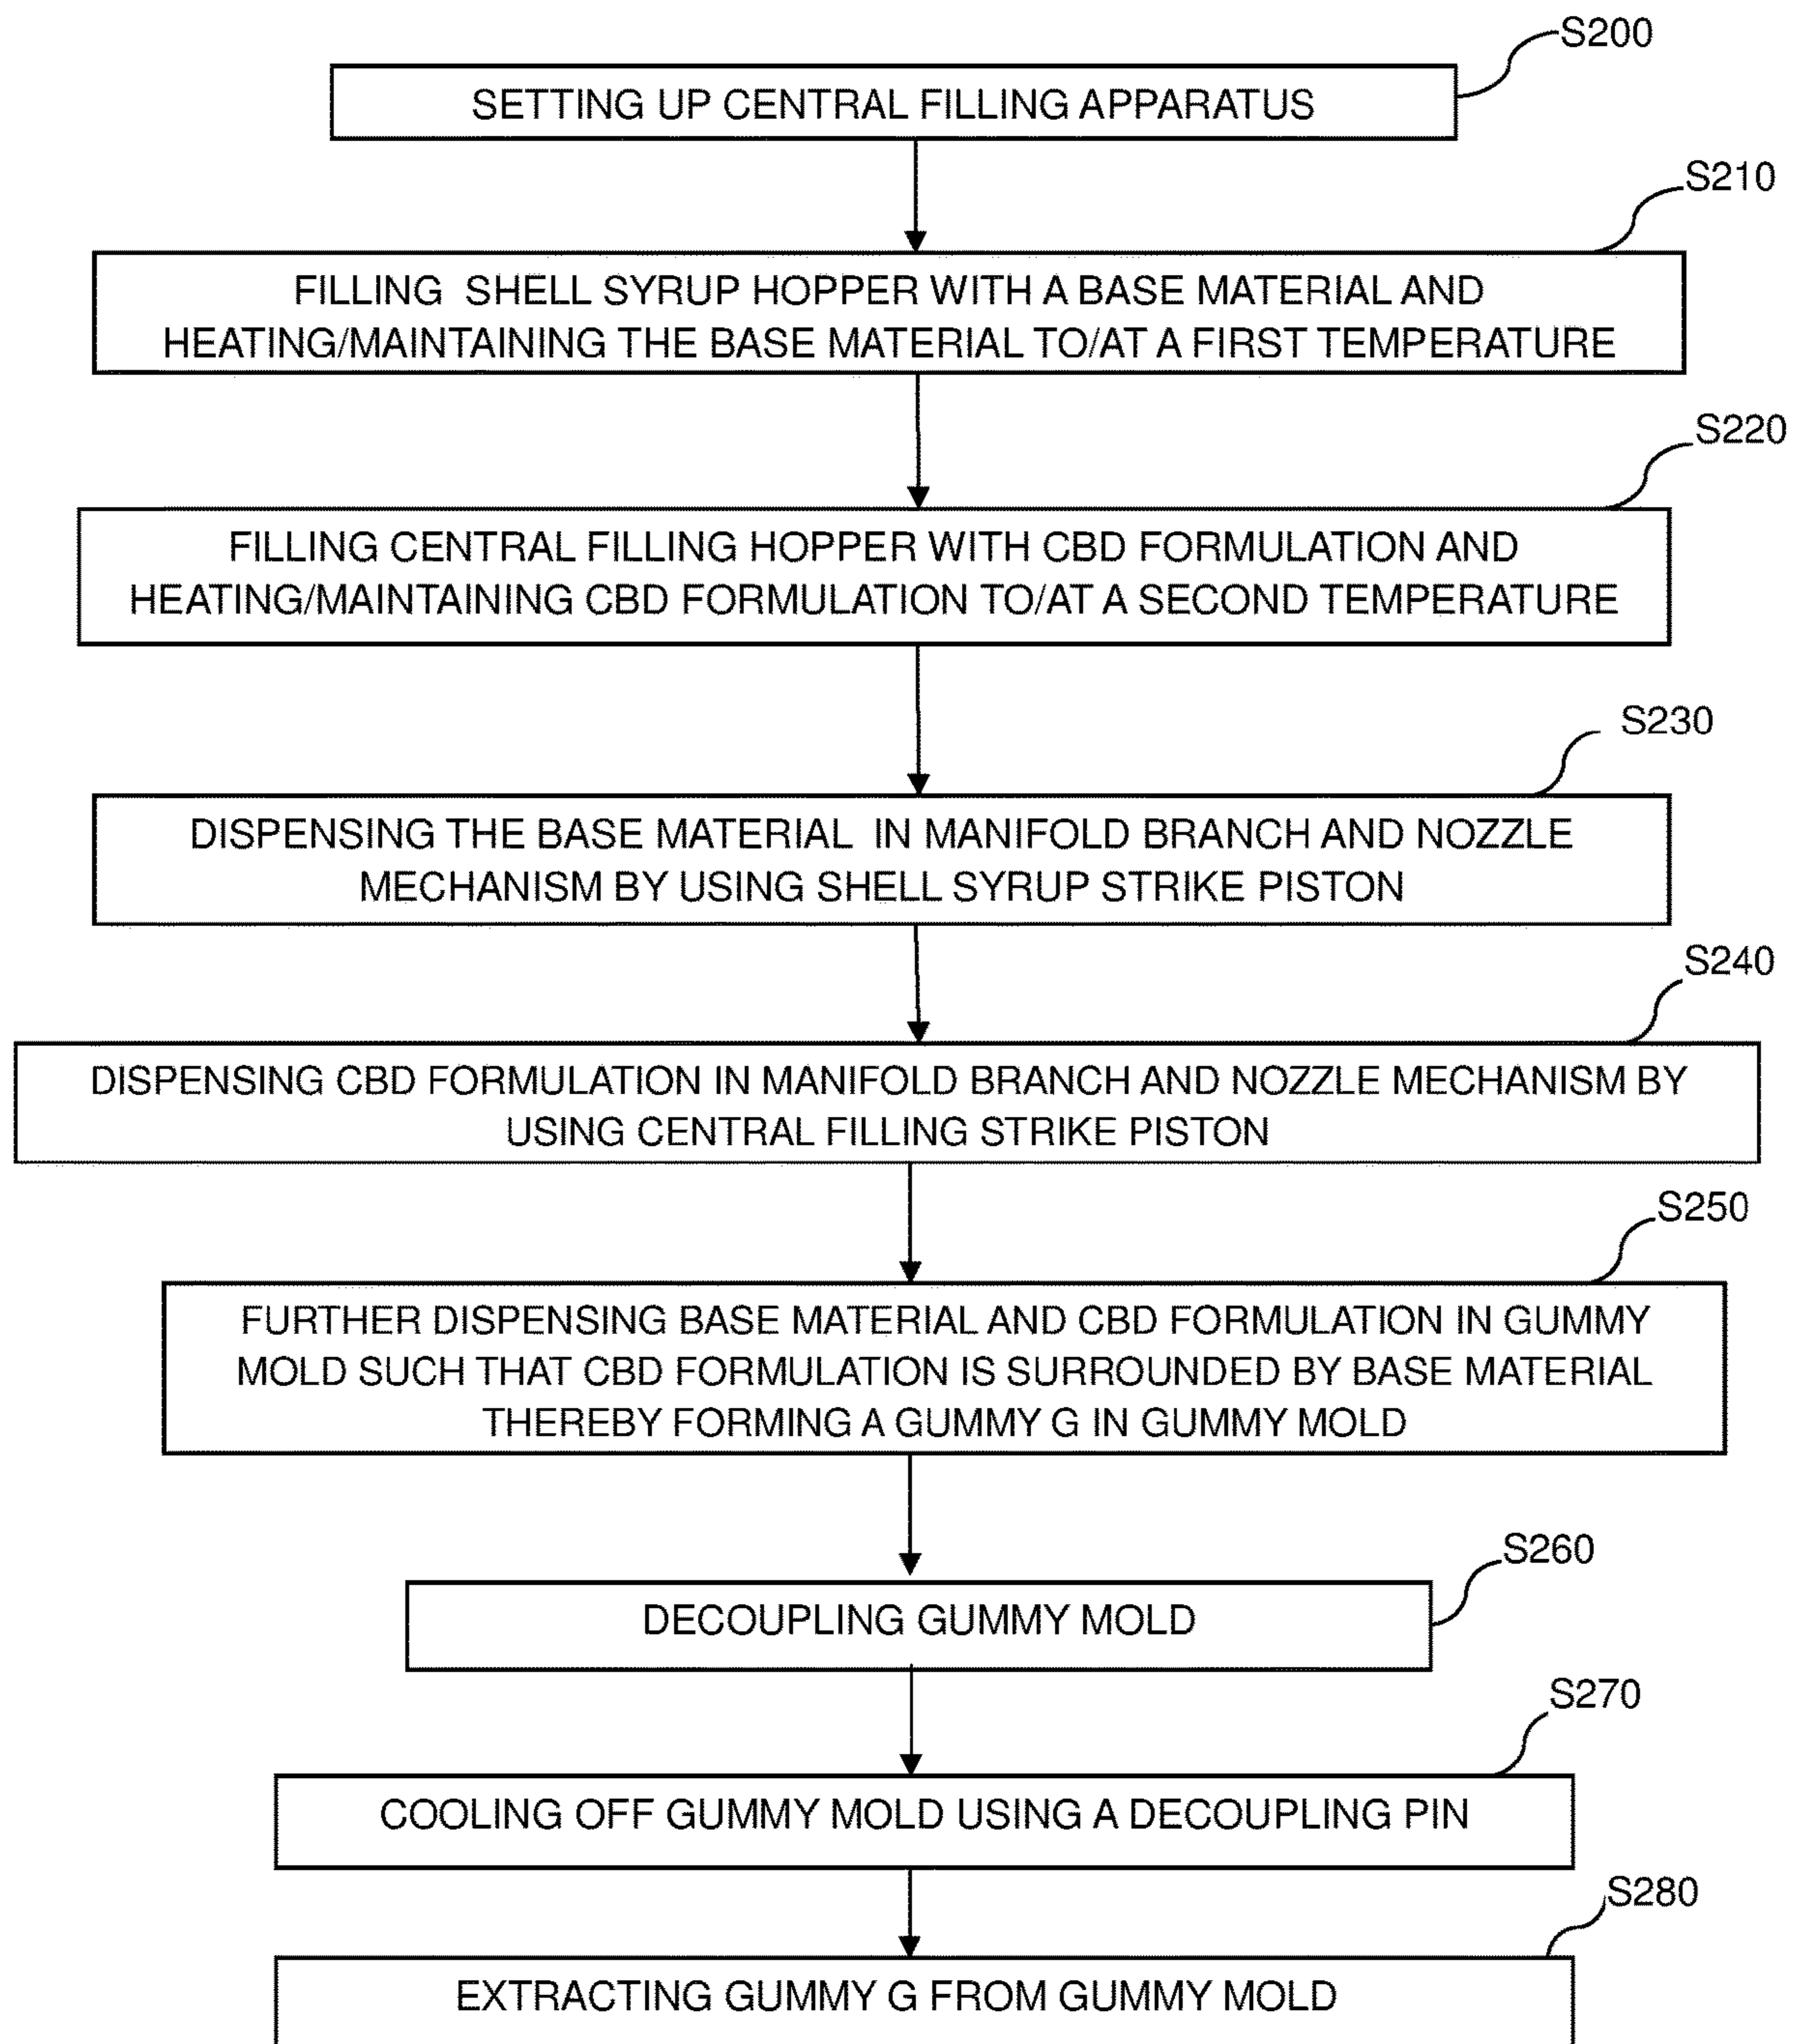 S200
SETTING UP CENTRAL FILLING APPARATUS
S210
FILLING SHELL SYRUP HOPPER WITH A BASE MATERIAL AND
HEATING/MAINTAINING THE BASE MATERIAL TO/AT A FIRST TEMPERATURE
S220
FILLING CENTRAL FILLING HOPPER WITH CBD FORMULATION AND
HEATING/MAINTAINING CBD FORMULATION TO/AT A SECOND TEMPERATURE
S230
DISPENSING THE BASE MATERIAL IN MANIFOLD BRANCH AND NOZZLE
MECHANISM BY USING SHELL SYRUP STRIKE PISTON
S240
DISPENSING CBD FORMULATION IN MANIFOLD BRANCH AND NOZZLE MECHANISM BY
USING CENTRAL FILLING STRIKE PISTON
S250
FURTHER DISPENSING BASE MATERIAL AND CBD FORMULATION IN GUMMY
MOLD SUCH THAT CBD FORMULATION IS SURROUNDED BY BASE MATERIAL
THEREBY FORMING A GUMMY G IN GUMMY MOLD
S260
DECOUPLING GUMMY MOLD
S270
COOLING OFF GUMMY MOLD USING A DECOUPLING PIN
S280
EXTRACTING GUMMY G FROM GUMMY MOLD